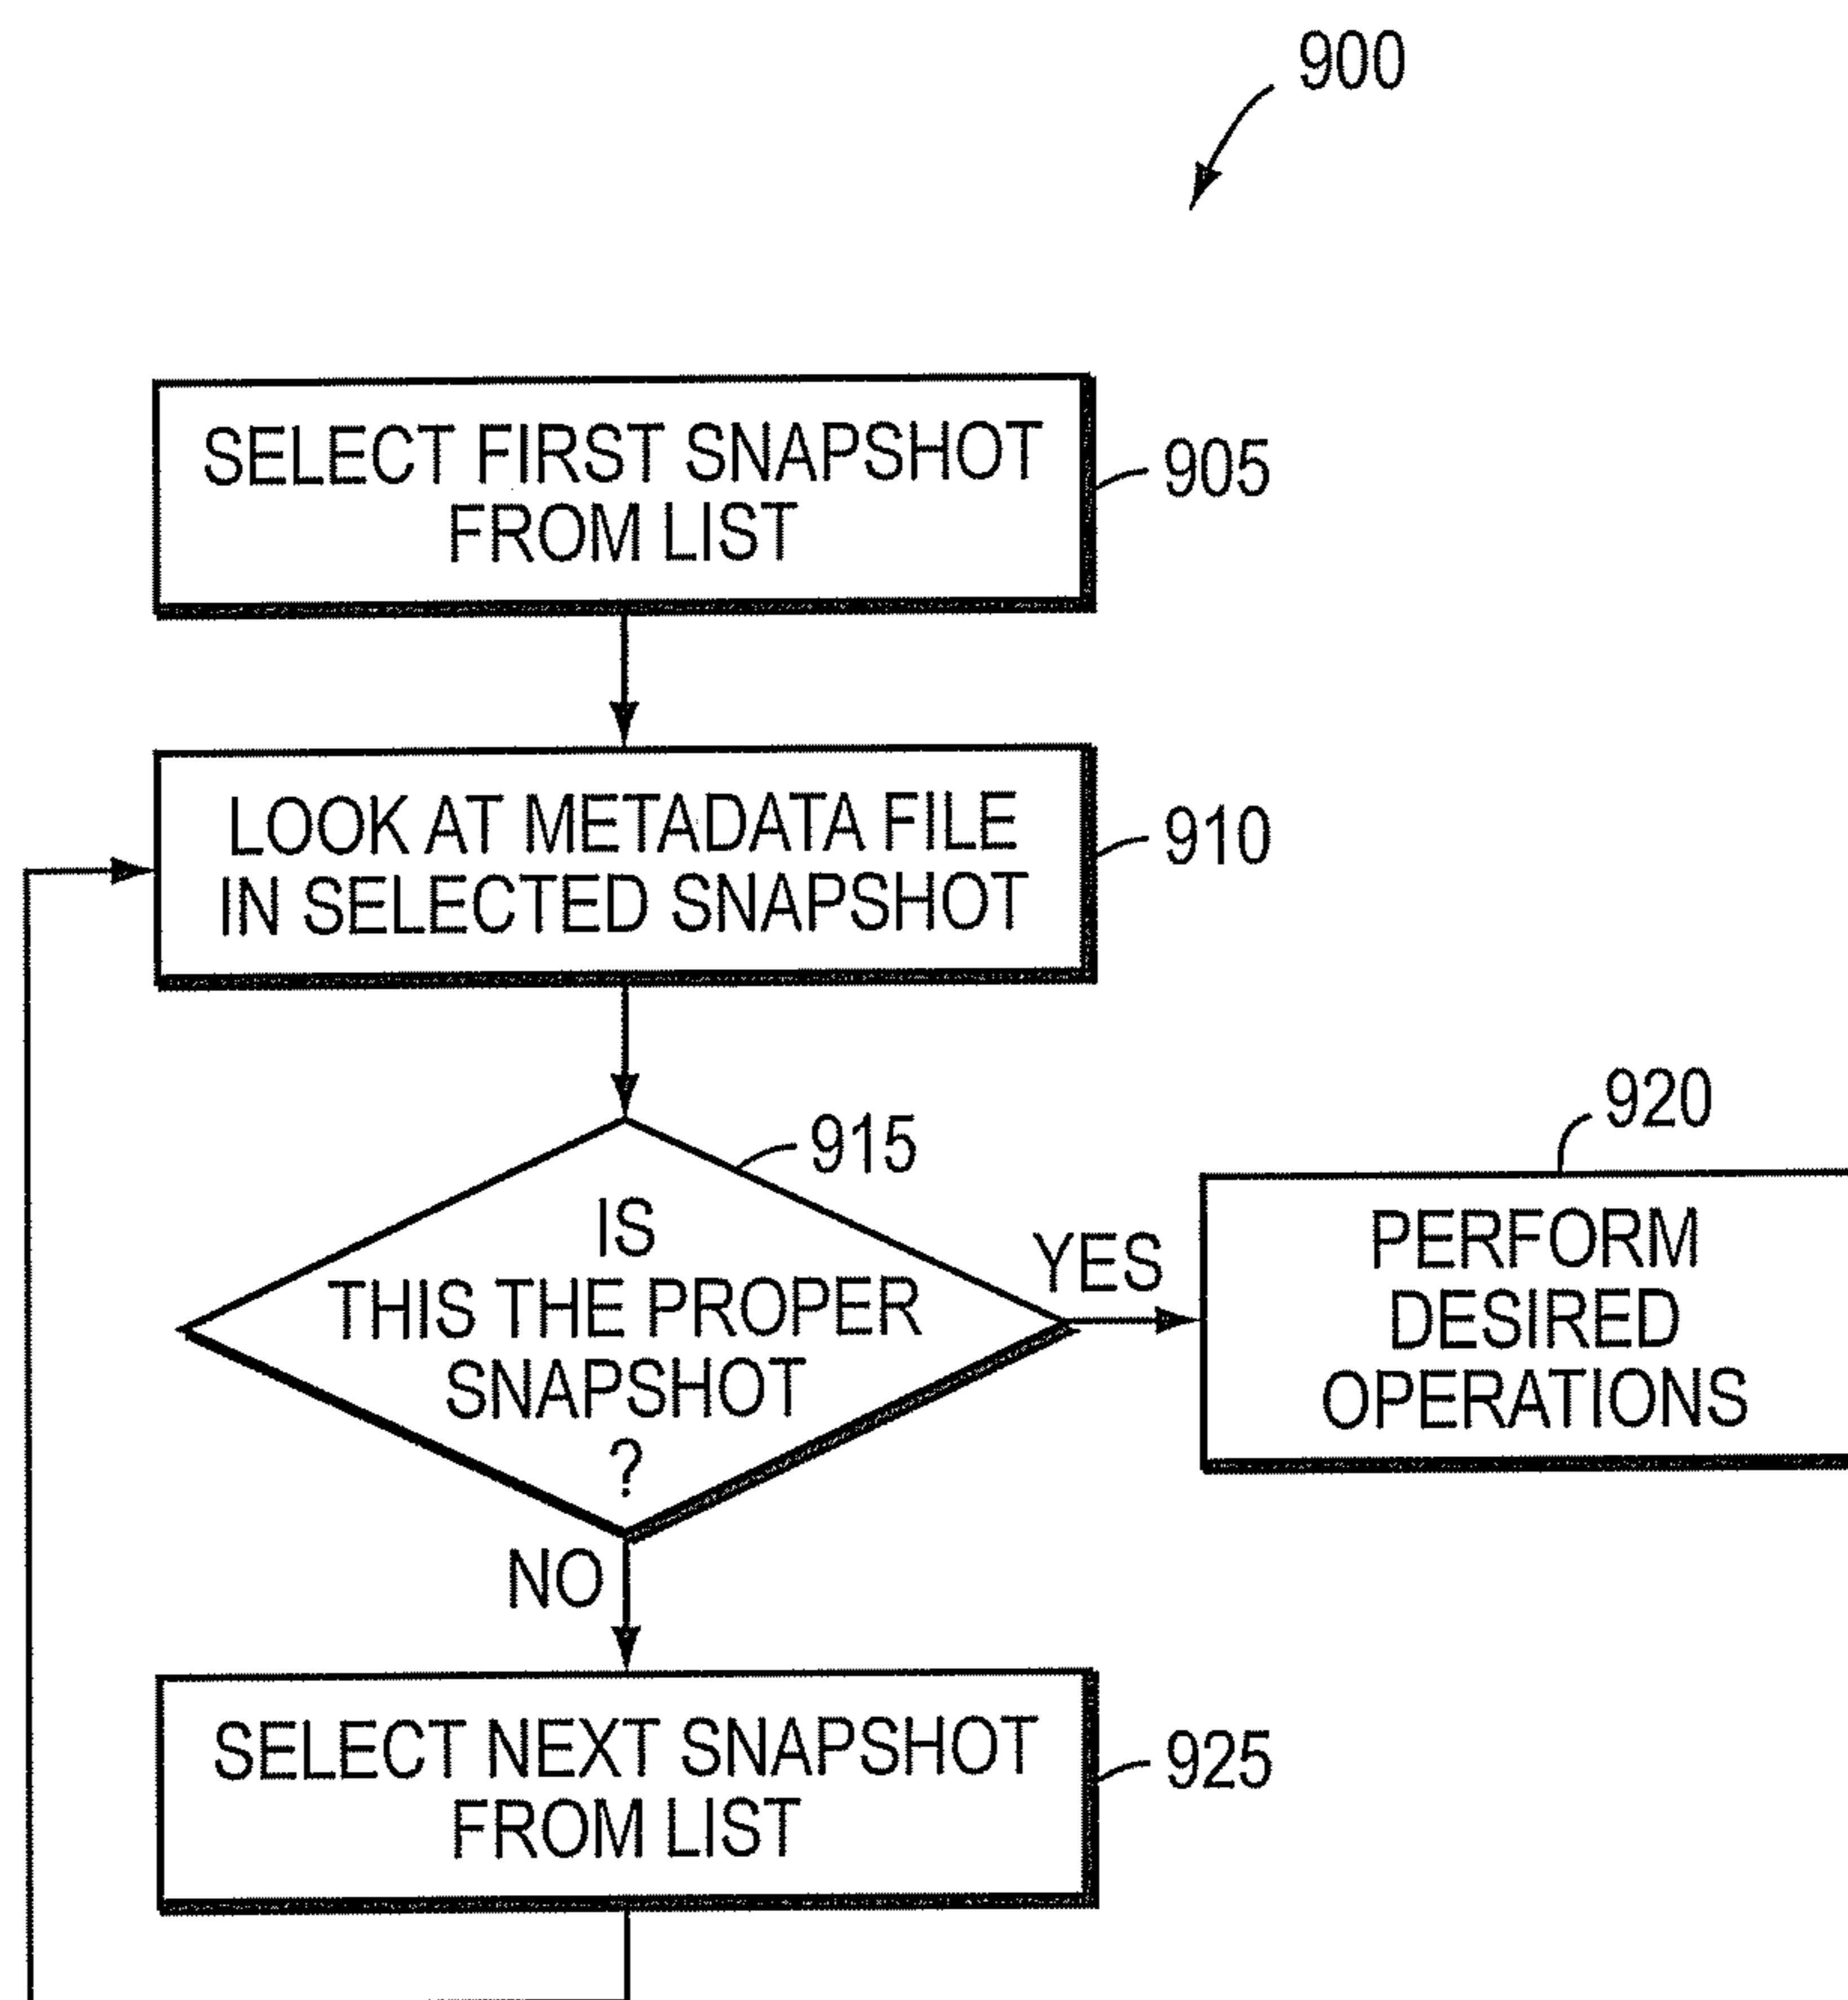 900
SELECT FIRST SNAPSHOT
FROM LIST
905
LOOK AT METADATA FILE
IN SELECTED SNAPSHOT
910
915
IS
THIS THE PROPER
SNAPSHOT
?
YES
920
PERFORM
DESIRED
OPERATIONS
NO
SELECT NEXT SNAPSHOT
FROM LIST
925